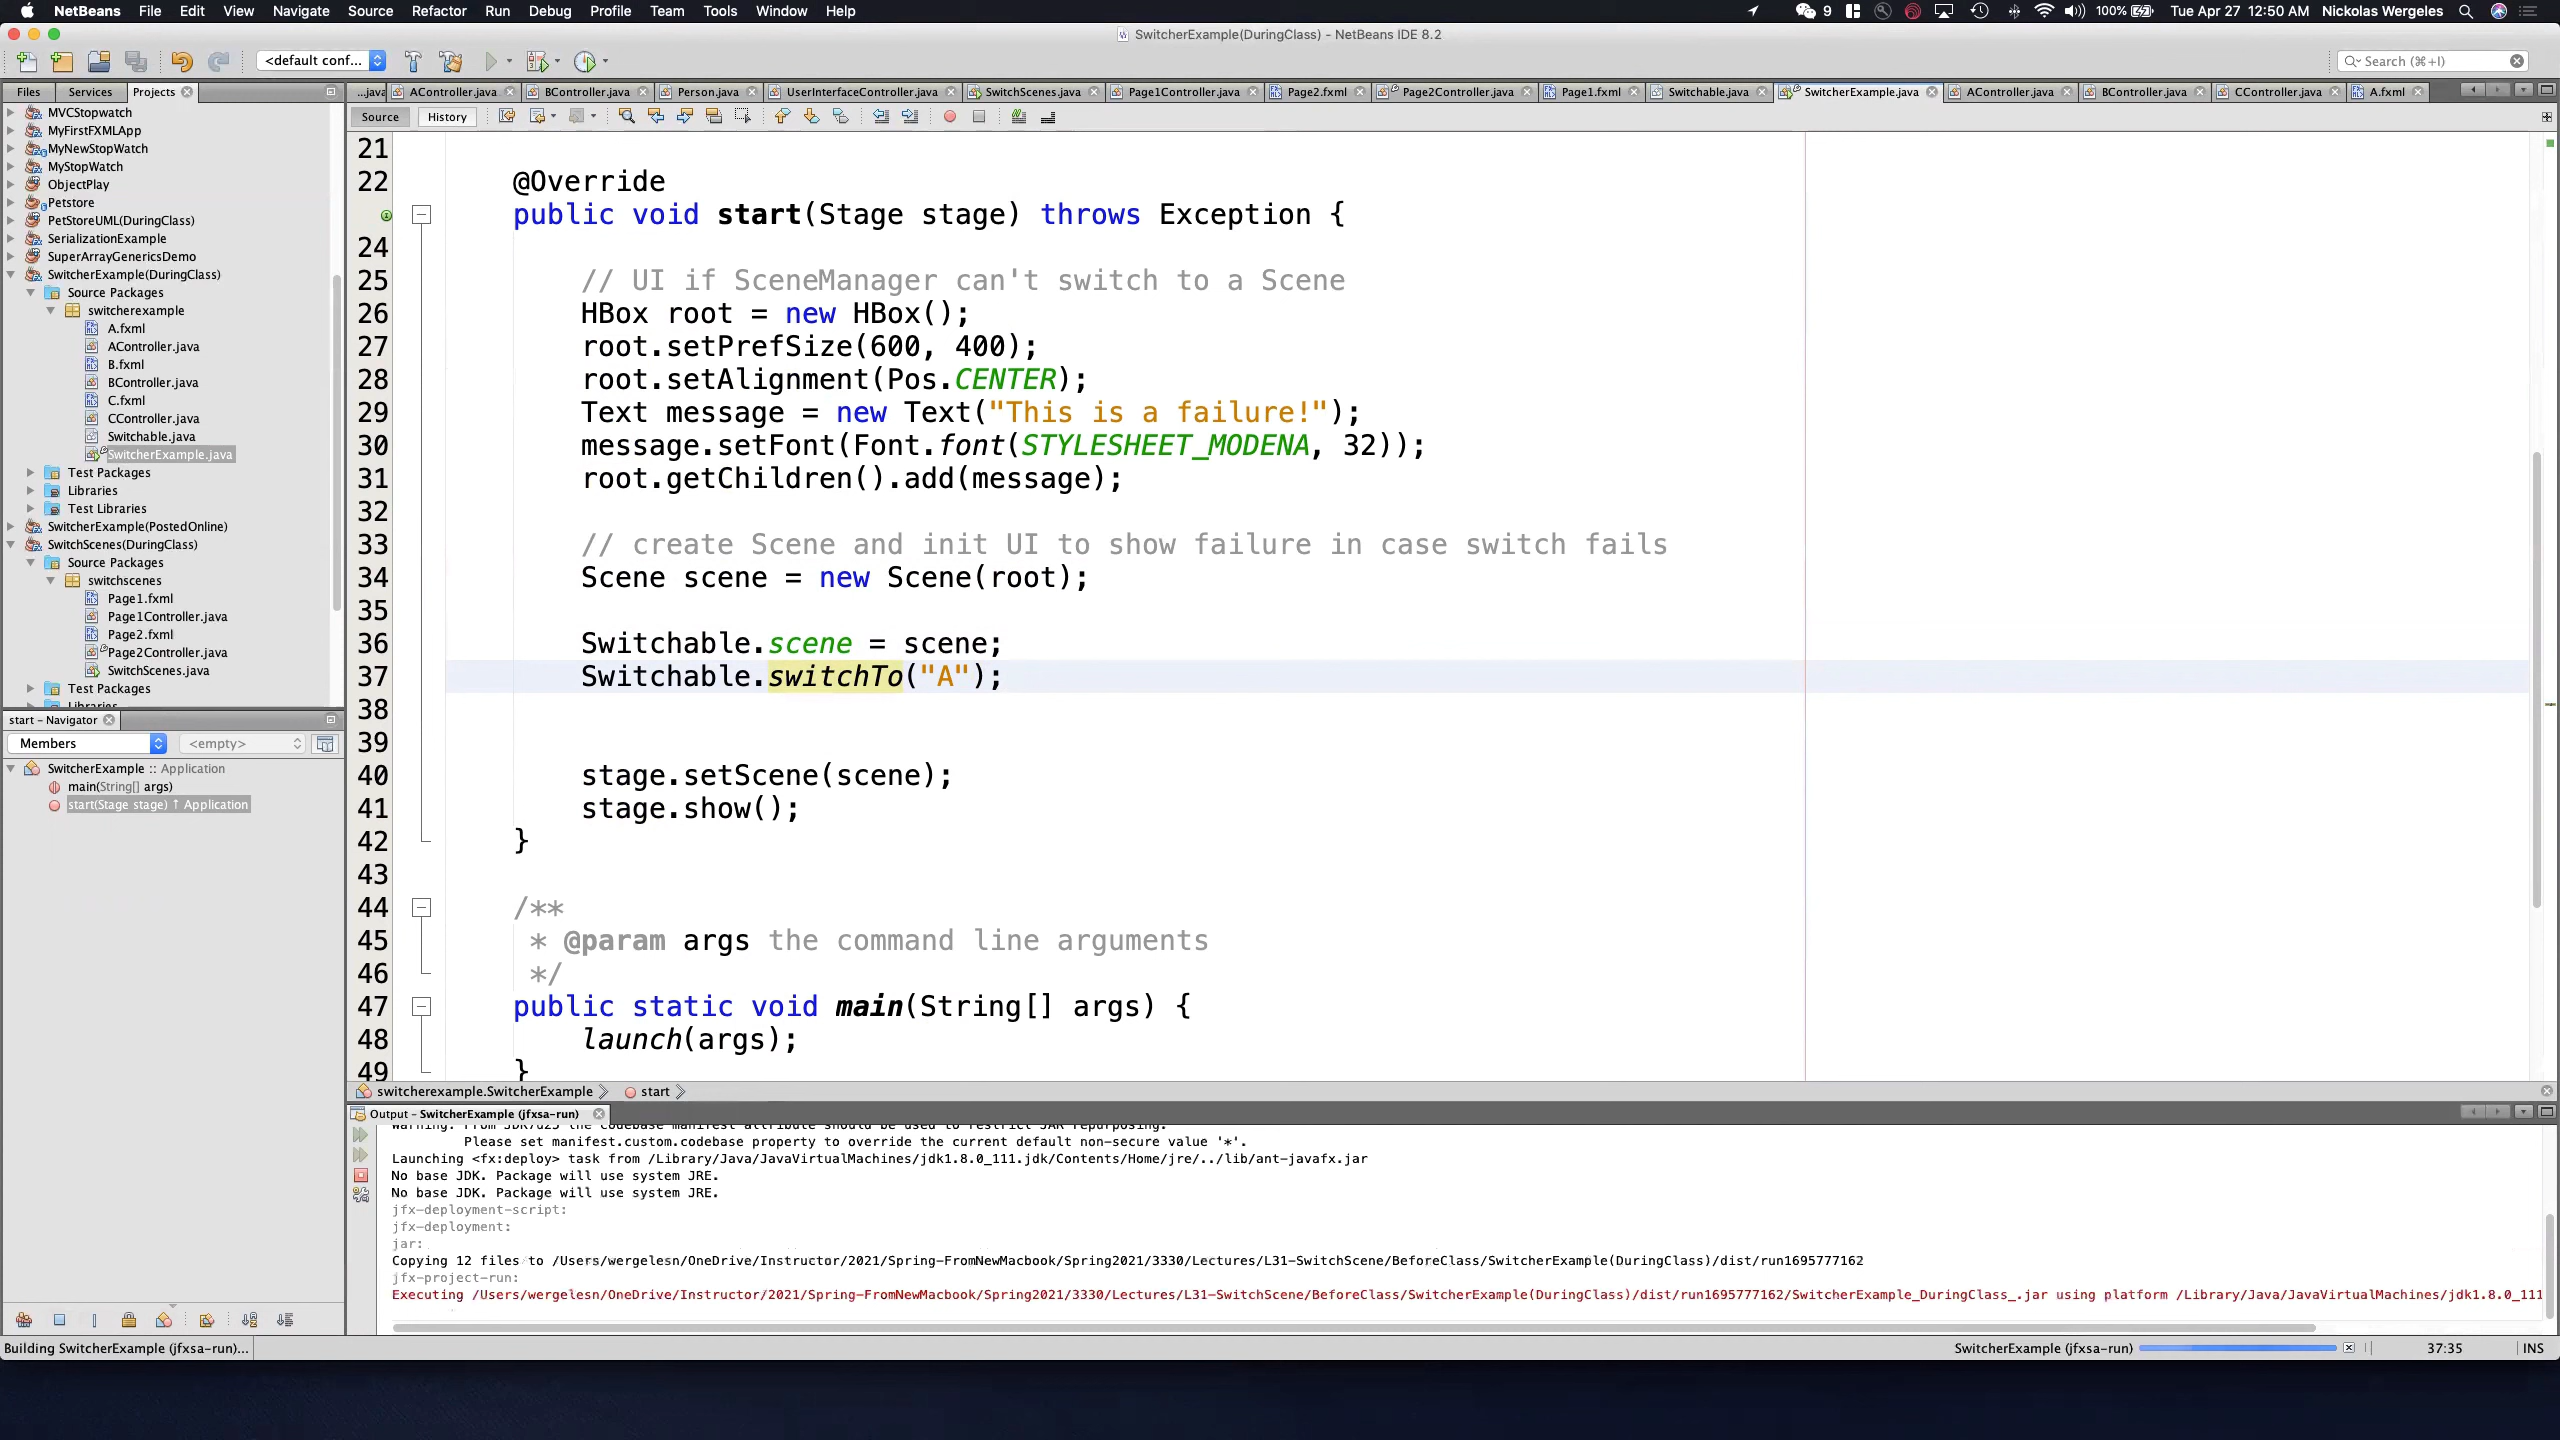 NetBeans File Edit View Navigate Source Refactor Run Debug Profile Team Tools Window Help 9 100% Tue Apr 27 12:50 AM Nickolas Wergeles
SwitcherExample(DuringClass) - NetBeans IDE 8.2
<default conf... Search (⌘+I)
Files Services Projects
...java AController.java BController.java Person.java UserInterfaceController.java SwitchScenes.java Page1Controller.java Page2.fxml Page2Controller.java Page1.fxml Switchable.java SwitcherExample.java AController.java BController.java CController.java A.fxml
Source History
MVCStopwatch
MyFirstFXMLApp
MyNewStopWatch
MyStopWatch
ObjectPlay
Petstore
PetStoreUML(DuringClass)
SerializationExample
SuperArrayGenericsDemo
SwitcherExample(DuringClass)
Source Packages
switcherexample
A.fxml
AController.java
B.fxml
BController.java
C.fxml
CController.java
Switchable.java
SwitcherExample.java
Test Packages
Libraries
Test Libraries
SwitcherExample(PostedOnline)
SwitchScenes(DuringClass)
Source Packages
switchscenes
Page1.fxml
Page1Controller.java
Page2.fxml
Page2Controller.java
SwitchScenes.java
Test Packages
Libraries
start - Navigator
Members <empty>
SwitcherExample :: Application
main(String[] args)
start(Stage stage) ↑ Application
21
22 @Override
public void start(Stage stage) throws Exception {
24
25 // UI if SceneManager can't switch to a Scene
26 HBox root = new HBox();
27 root.setPrefSize(600, 400);
28 root.setAlignment(Pos.CENTER);
29 Text message = new Text("This is a failure!");
30 message.setFont(Font.font(STYLESHEET_MODENA, 32));
31 root.getChildren().add(message);
32
33 // create Scene and init UI to show failure in case switch fails
34 Scene scene = new Scene(root);
35
36 Switchable.scene = scene;
37 Switchable.switchTo("A");
38
39
40 stage.setScene(scene);
41 stage.show();
42 }
43
44 /**
45 * @param args the command line arguments
46 */
47 public static void main(String[] args) {
48 launch(args);
49 }
switcherexample.SwitcherExample start
Output - SwitcherExample (jfxsa-run)
Warning: From JDK7u25 the Codebase manifest attribute should be used to restrict JAR repurposing.
Please set manifest.custom.codebase property to override the current default non-secure value '*'.
Launching <fx:deploy> task from /Library/Java/JavaVirtualMachines/jdk1.8.0_111.jdk/Contents/Home/jre/../lib/ant-javafx.jar
No base JDK. Package will use system JRE.
No base JDK. Package will use system JRE.
jfx-deployment-script:
jfx-deployment:
jar:
Copying 12 files to /Users/wergelesn/OneDrive/Instructor/2021/Spring-FromNewMacbook/Spring2021/3330/Lectures/L31-SwitchScene/BeforeClass/SwitcherExample(DuringClass)/dist/run1695777162
jfx-project-run:
Executing /Users/wergelesn/OneDrive/Instructor/2021/Spring-FromNewMacbook/Spring2021/3330/Lectures/L31-SwitchScene/BeforeClass/SwitcherExample(DuringClass)/dist/run1695777162/SwitcherExample_DuringClass_.jar using platform /Library/Java/JavaVirtualMachines/jdk1.8.0_111
Building SwitcherExample (jfxsa-run)... SwitcherExample (jfxsa-run) 37:35 INS